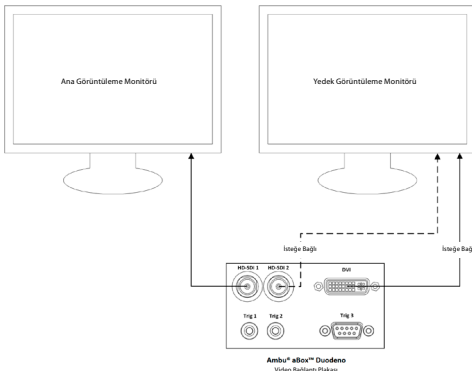 Ana Görüntüleme Monitörü
Yedek Görüntüleme Monitörü
İsteğe Bağlı
İsteğe Bağ
HD-SDI 1
HD-SDI 2
DVI
Trig 1
Trig 2
Trig 3
Ambu® aBox™ Duodeno
Video Bağlantı Plakası